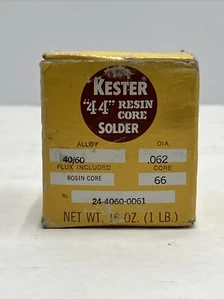 KESTER
"44" RESIN
CORE
SOLDER
ALLOY DIA.
40/60 .062
FLUX INCLUDED CORE
ROSIN CORE 66
No 24-4060-0061
NET WT. 16 OZ. (1 LB.)